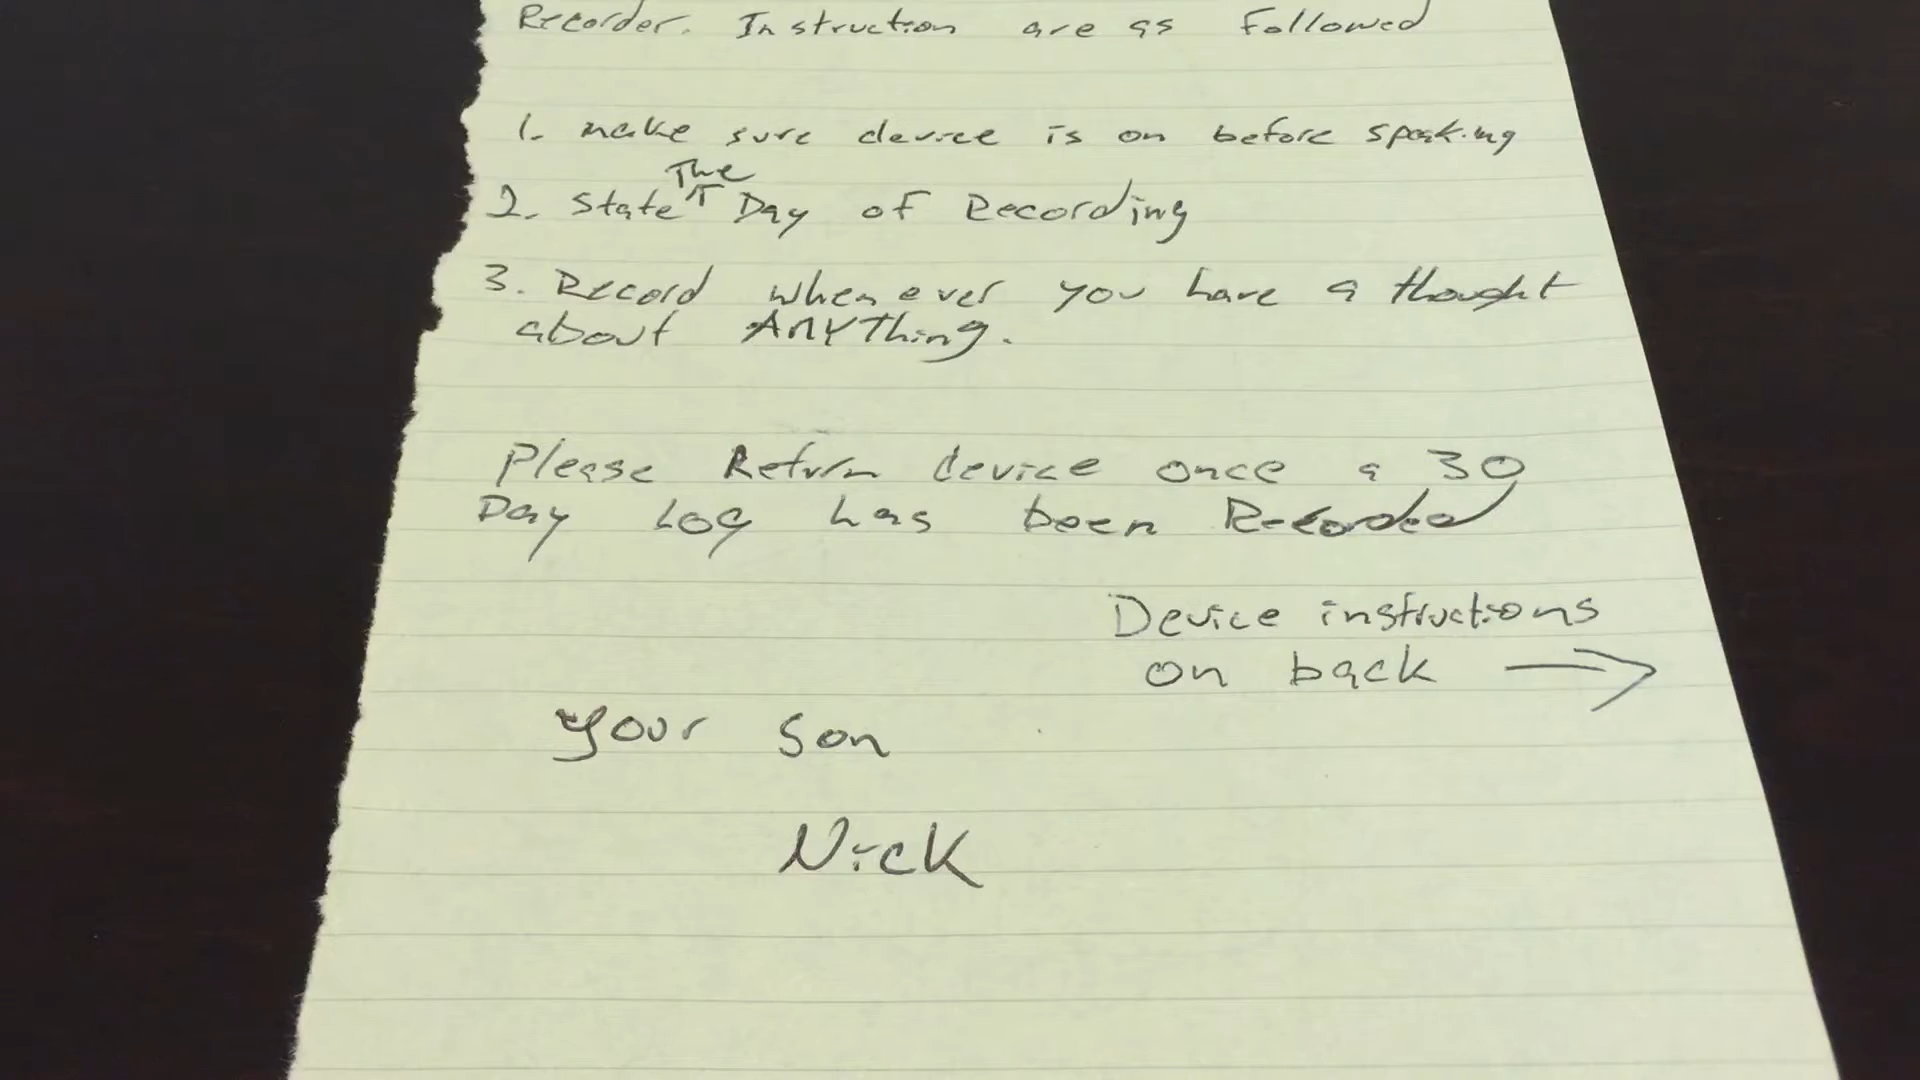 Recorder. Instruction are as followed
1. make sure device is on before speaking
The
2. State Day of Recording
3. Record whenever you have a thought
about ANYThing.
Please Return device once a 30
Day Log has been Recorded
Device instructions
on back →
your son
Nick